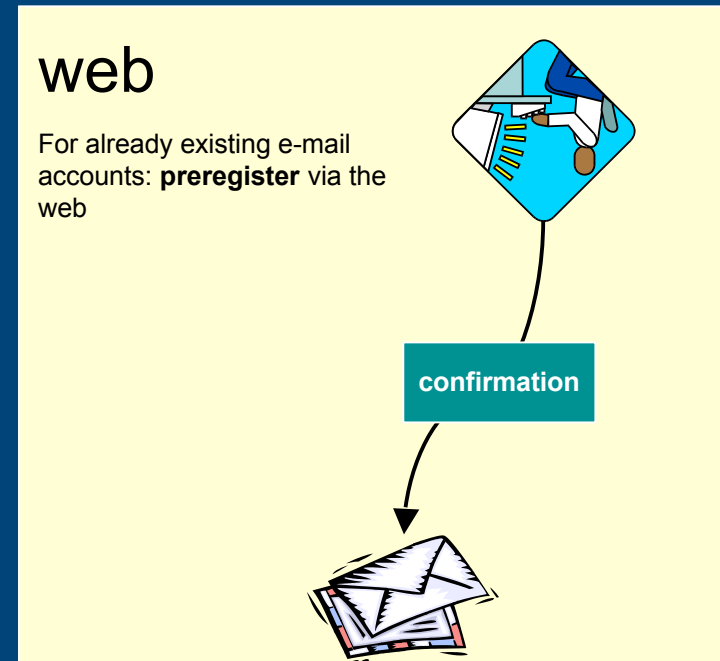 web
For already existing e-mail
accounts: preregister via the
web
confirmation